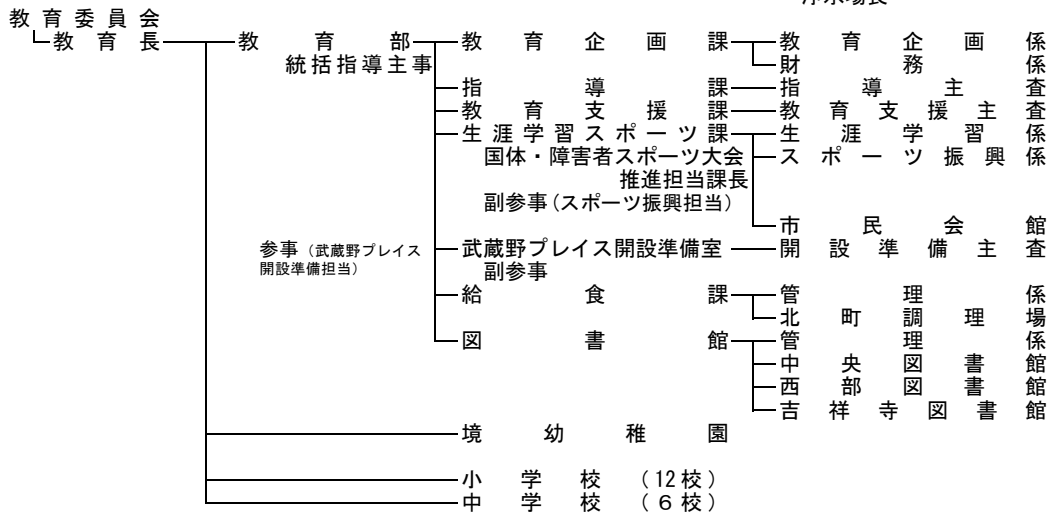 浄水場長
教育委員会
教育長 教育部 教育企画課 教育企画係
統括指導主事 財務係
指導課 指導主査
教育支援課 教育支援主査
生涯学習スポーツ課 生涯学習係
国体・障害者スポーツ大会 スポーツ振興係
推進担当課長
副参事(スポーツ振興担当)
市民会館
参事(武蔵野プレイス 武蔵野プレイス開設準備室 開設準備主査
開設準備担当) 副参事
給食課 管理係
北町調理場
図書館 管理係
中央図書館
西部図書館
吉祥寺図書館
境幼稚園
小学校(12校)
中学校(6校)